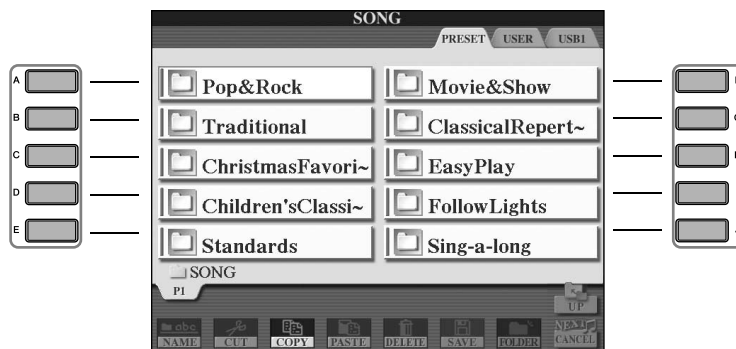 SONG
PRESET USER USB1
A
Pop&Rock Movie&Show
B
Traditional ClassicalRepert~
C
ChristmasFavori~ EasyPlay
D
Children'sClassi~ FollowLights
E
Standards Sing-a-long
SONG
P1
UP
abc
NEXT
NAME CUT COPY PASTE DELETE SAVE FOLDER CANCEL